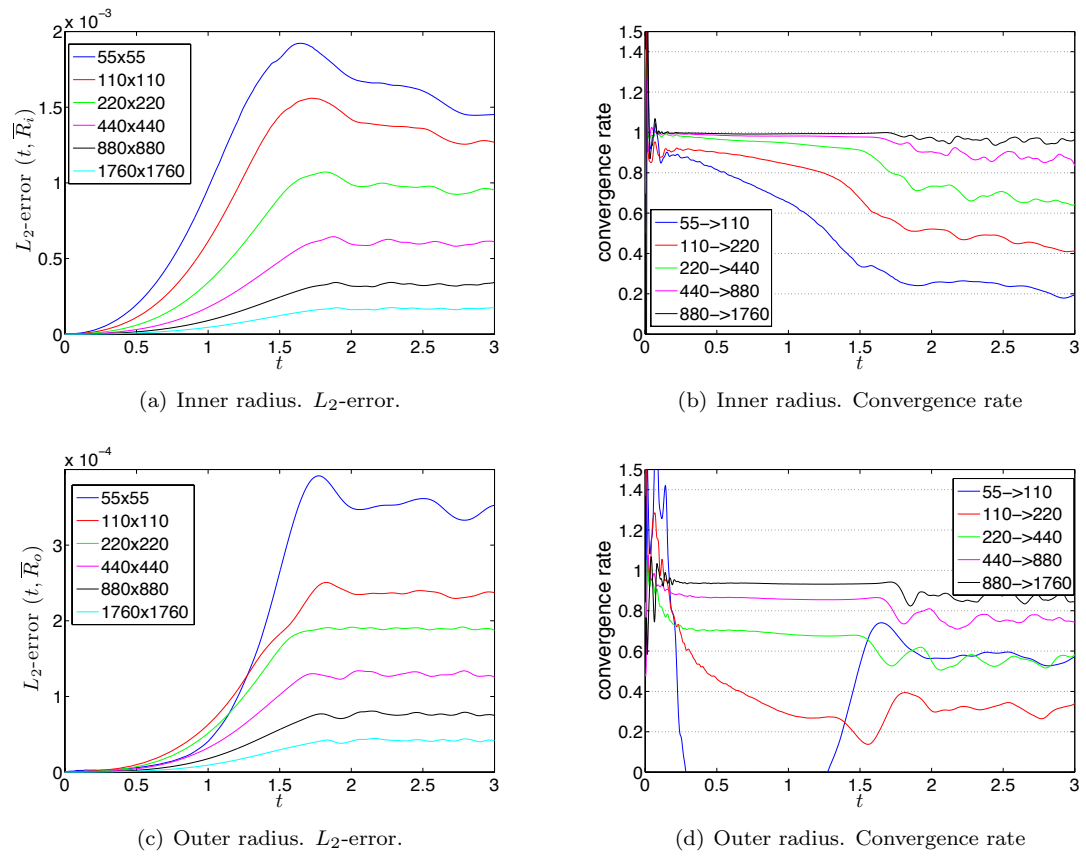 x 10⁻³
2
1.5
1
0.5
0
L₂-error (t, R̅ᵢ)
55x55
110x110
220x220
440x440
880x880
1760x1760
0 0.5 1 1.5 2 2.5 3
t
(a) Inner radius. L₂-error.
1.5
1.4
1.2
1
0.8
0.6
0.4
0.2
0
convergence rate
55->110
110->220
220->440
440->880
880->1760
0 0.5 1 1.5 2 2.5 3
t
(b) Inner radius. Convergence rate
x 10⁻⁴
4
3
2
1
0
L₂-error (t, R̅ₒ)
55x55
110x110
220x220
440x440
880x880
1760x1760
0 0.5 1 1.5 2 2.5 3
t
(c) Outer radius. L₂-error.
1.5
1.4
1.2
1
0.8
0.6
0.4
0.2
0
convergence rate
55->110
110->220
220->440
440->880
880->1760
0 0.5 1 1.5 2 2.5 3
t
(d) Outer radius. Convergence rate